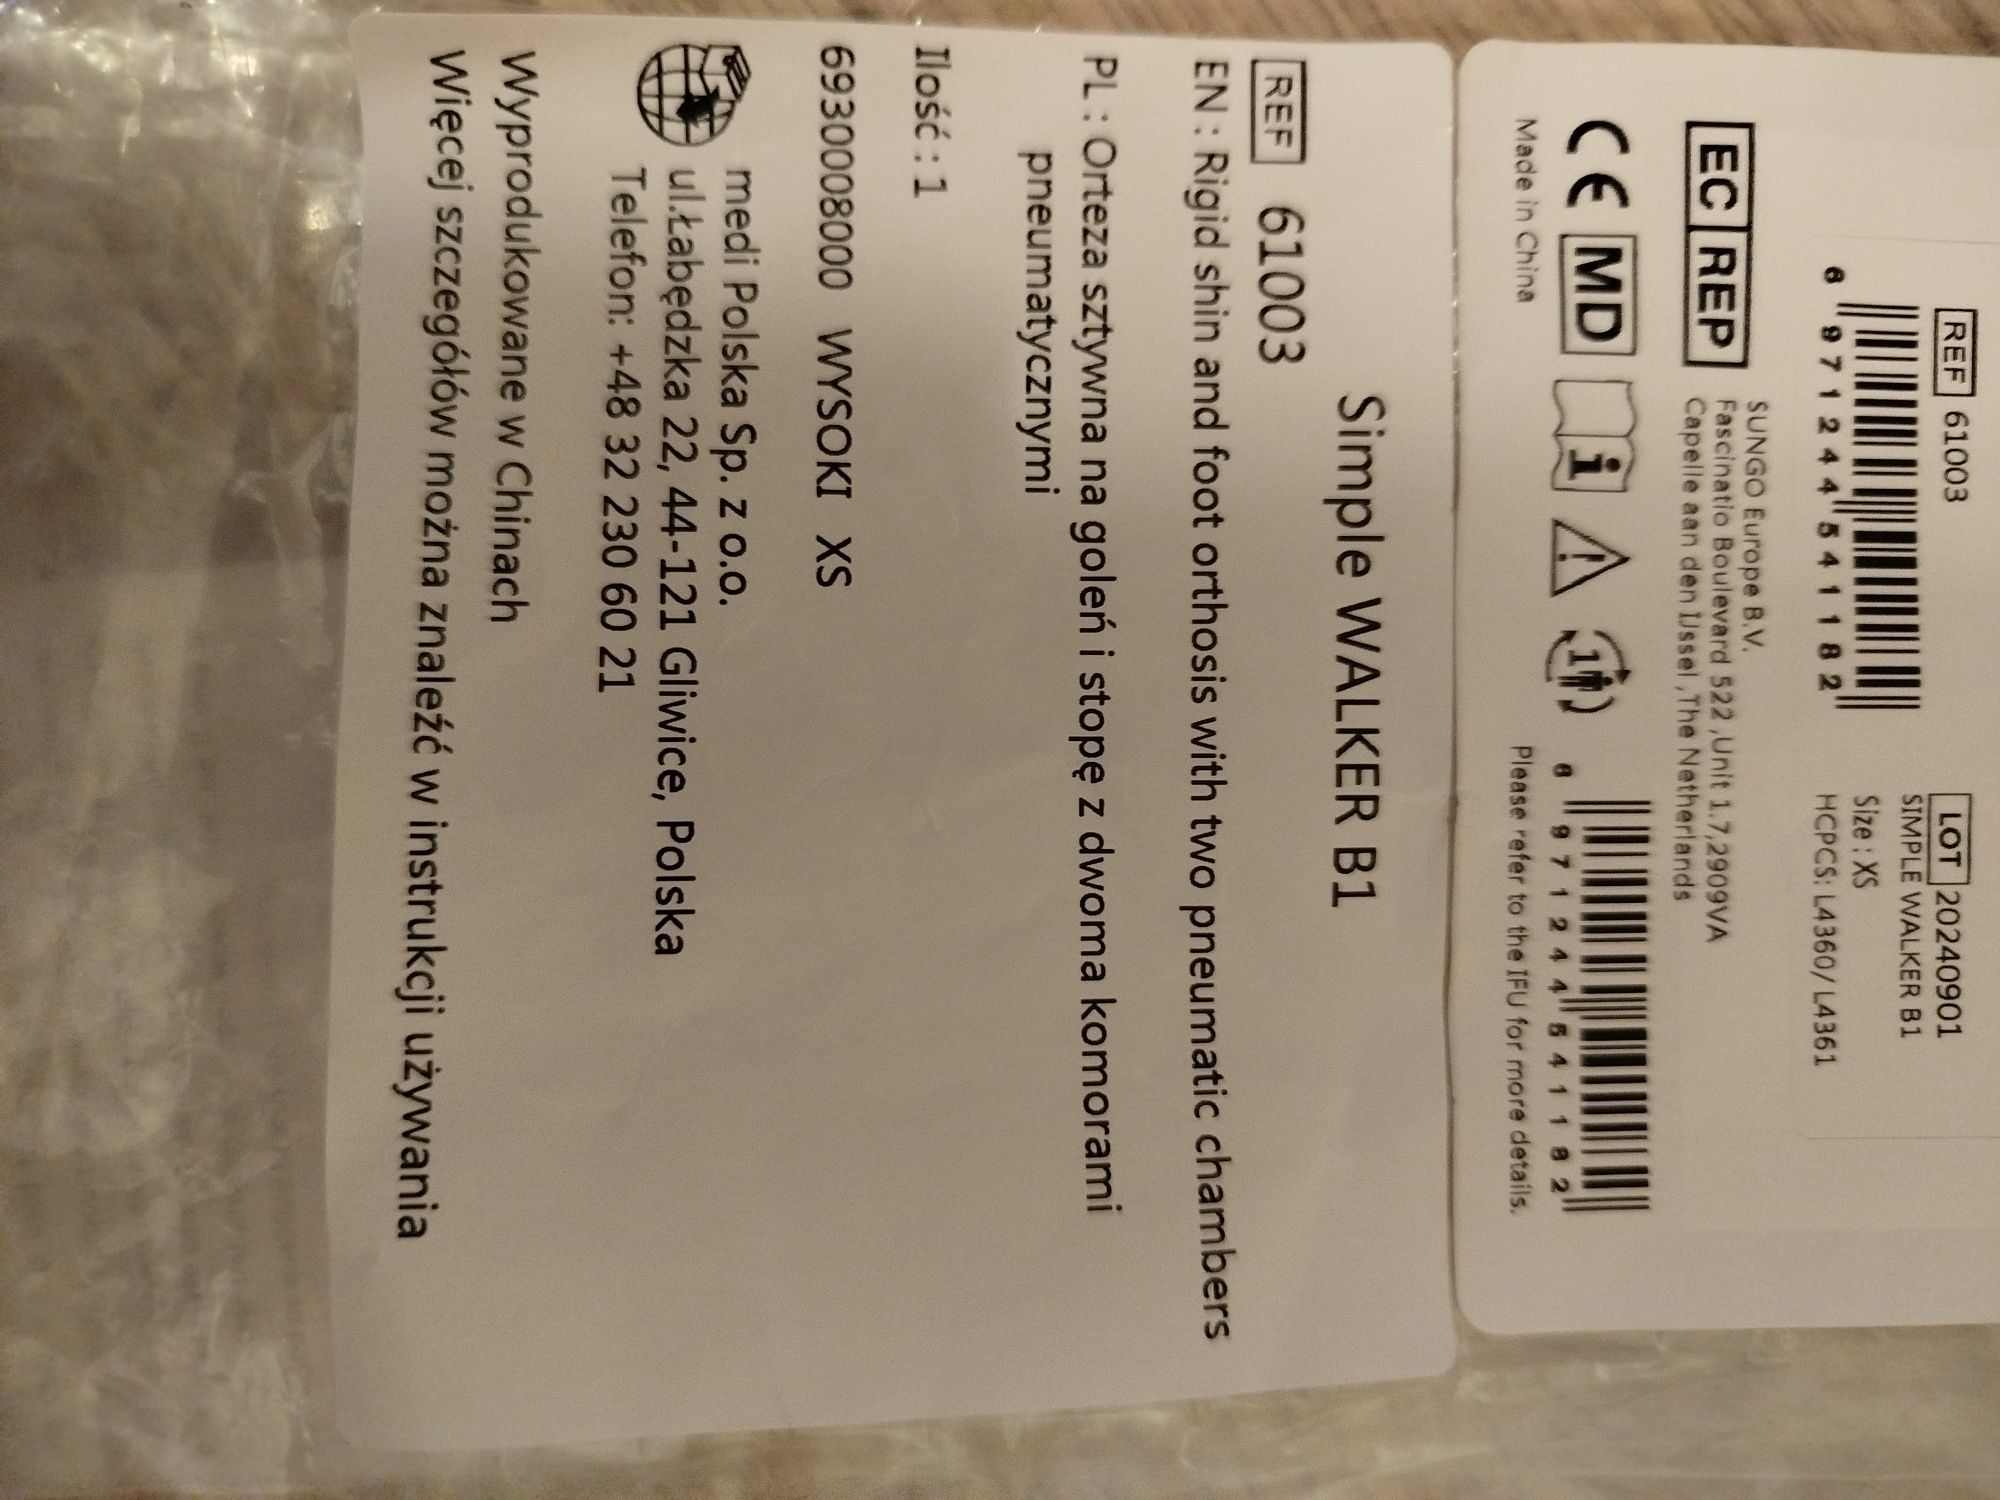 REF 61003
6 971244 541182
LOT 20240901
SIMPLE WALKER B1
Size : XS
HCPCS: L4360/ L4361
EC REP
SUNGO Europe B.V.
Fascinatio Boulevard 522 ,Unit 1.7,2909VA
Capelle aan den IJssel ,The Netherlands
CE MD i ! 1
Made in China
6 971244 541182
Please refer to the IFU for more details.
Simple WALKER B1
REF 61003
EN : Rigid shin and foot orthosis with two pneumatic chambers
PL : Orteza sztywna na goleń i stopę z dwoma komorami
pneumatycznymi
Ilość : 1
6930008000 WYSOKI XS
medi Polska Sp. z o.o.
ul.Łabędzka 22, 44-121 Gliwice, Polska
Telefon: +48 32 230 60 21
Wyprodukowane w Chinach
Więcej szczegółów można znaleźć w instrukcji używania